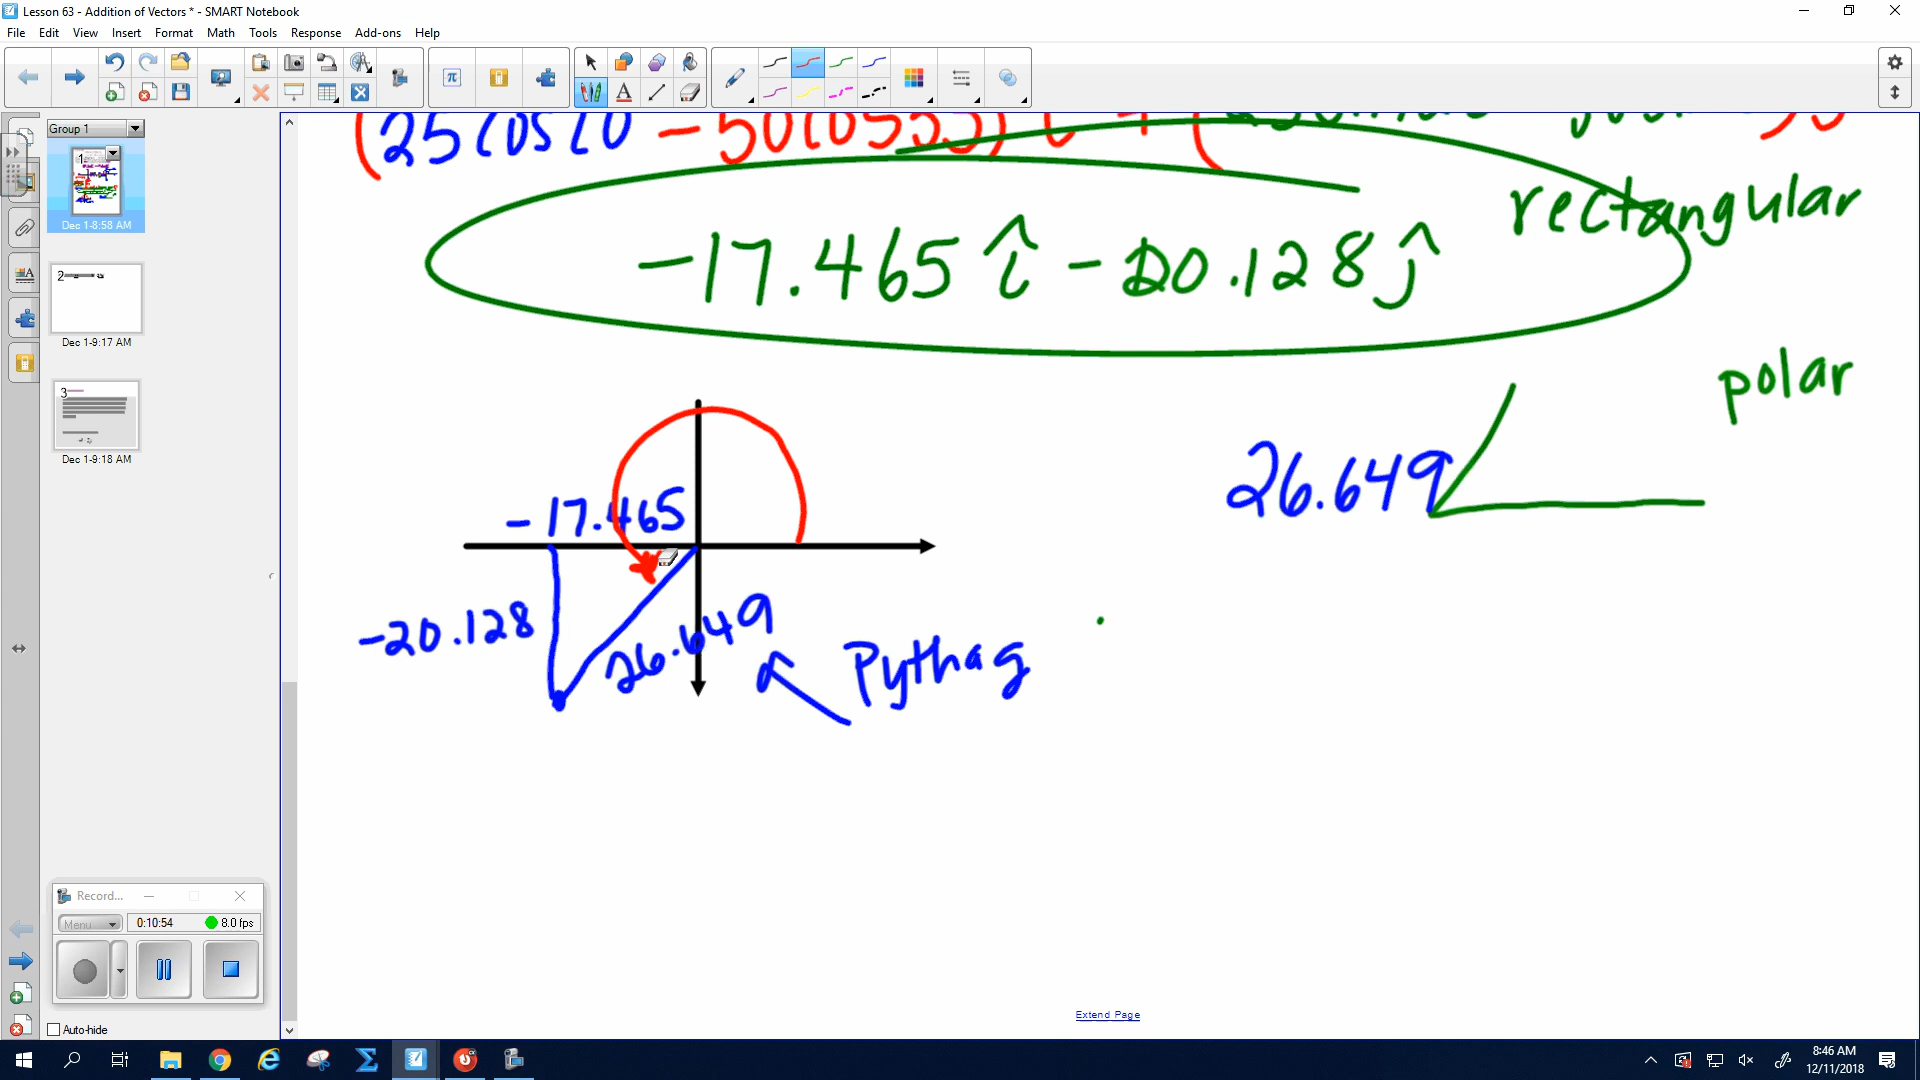 Lesson 63 - Addition of Vectors * - SMART Notebook
File Edit View Insert Format Math Tools Response Add-ons Help
Group 1
1
Dec 1-8:58 AM
2
Dec 1-9:17 AM
3
Dec 1-9:18 AM
rectangular
-17.465 î - 20.128 ĵ
polar
26.649
-17.465
-20.128
26.649
Pythag
Extend Page
Record...
Menu 0:10:54 8.0 fps
Auto-hide
8:46 AM
12/11/2018